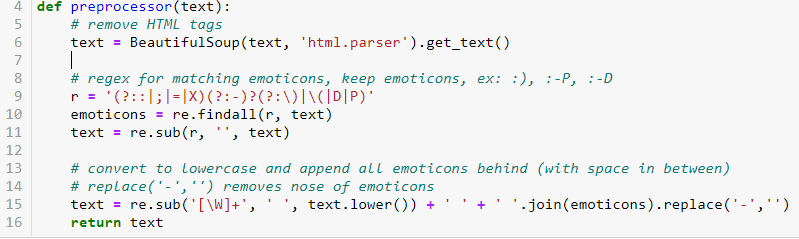 4 def preprocessor(text):
5     # remove HTML tags
6     text = BeautifulSoup(text, 'html.parser').get_text()
7
8     # regex for matching emoticons, keep emoticons, ex: :), :-P, :-D
9     r = '(?::|;|=|X)(?:-)?(?:\)|\(|D|P)'
10     emoticons = re.findall(r, text)
11     text = re.sub(r, '', text)
12
13     # convert to lowercase and append all emoticons behind (with space in between)
14     # replace('-','') removes nose of emoticons
15     text = re.sub('[\W]+', ' ', text.lower()) + ' ' + ' '.join(emoticons).replace('-','')
16     return text